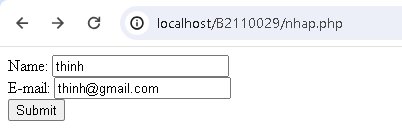 localhost/B2110029/nhap.php
Name: thinh
E-mail: thinh@gmail.com
Submit